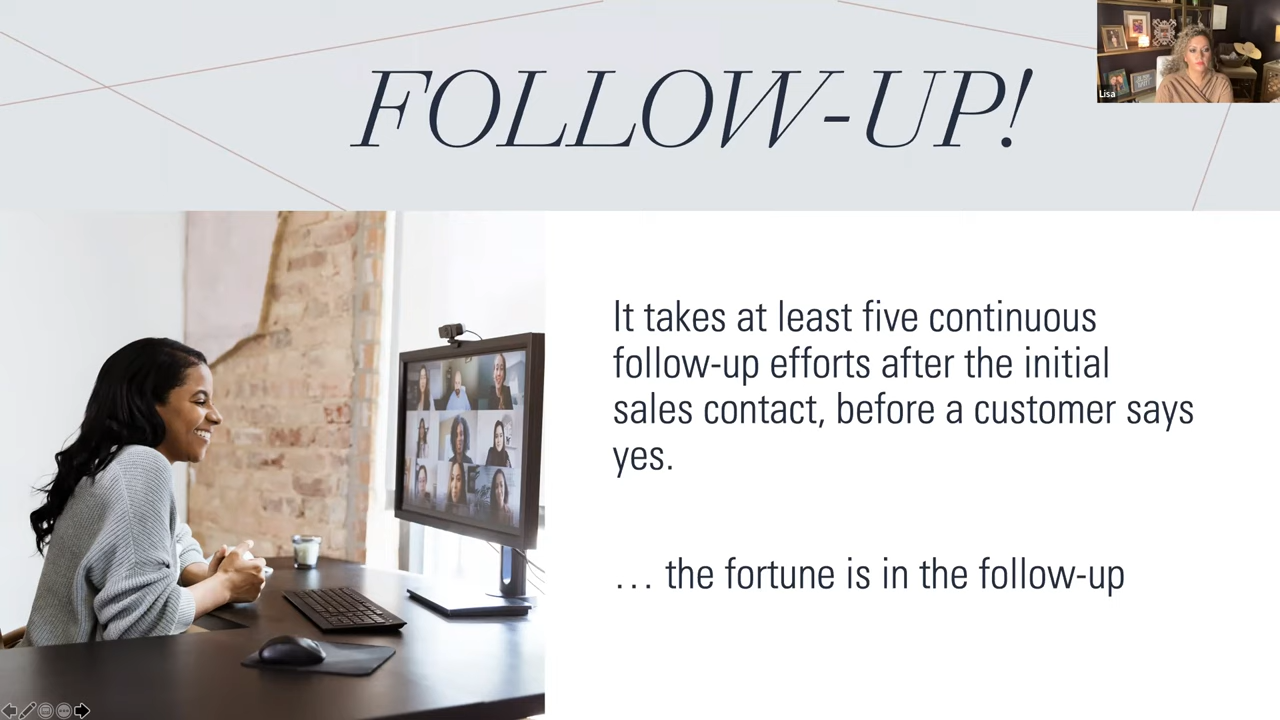 FOLLOW-UP!
Lisa
It takes at least five continuous
follow-up efforts after the initial
sales contact, before a customer says
yes.
... the fortune is in the follow-up